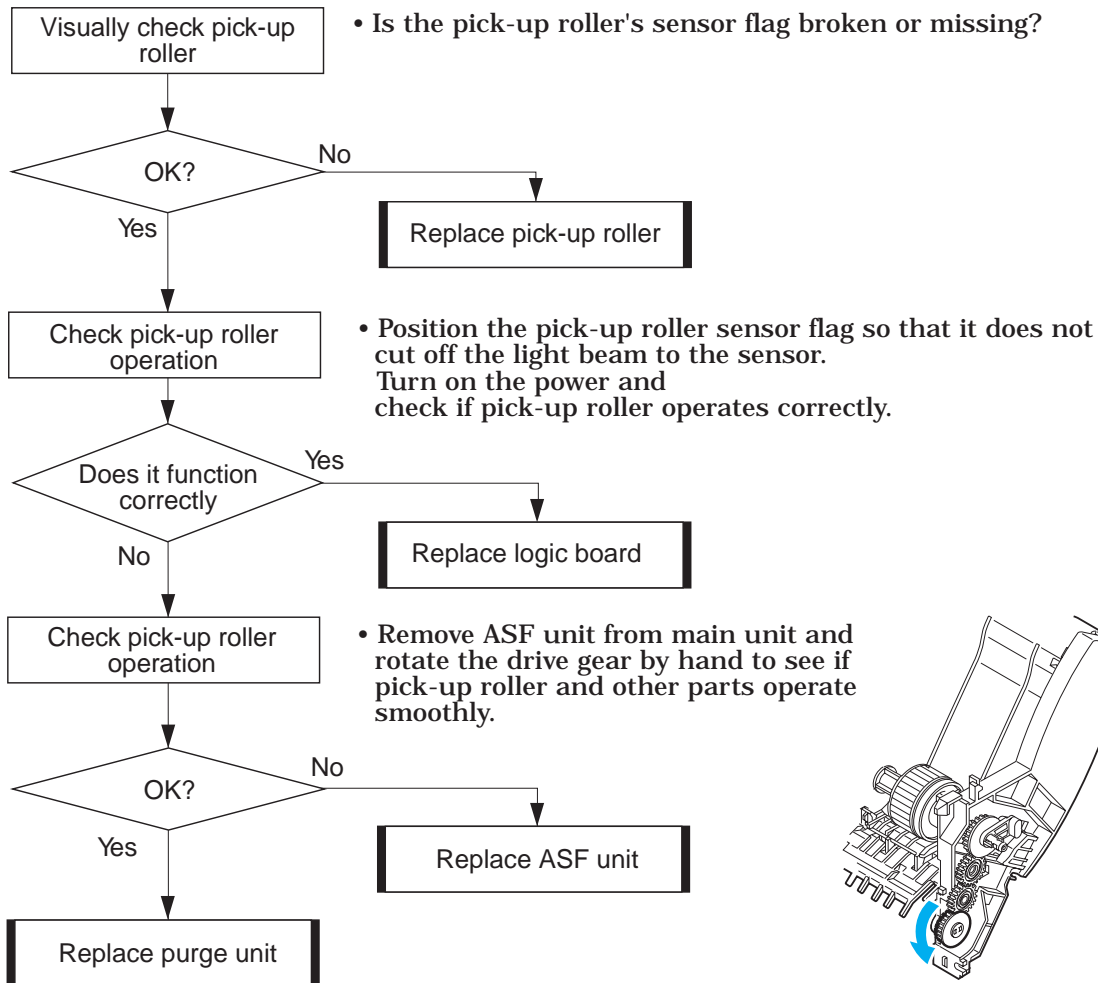 Visually check pick-up
roller
• Is the pick-up roller's sensor flag broken or missing?
OK?
No
Yes
Replace pick-up roller
Check pick-up roller
operation
• Position the pick-up roller sensor flag so that it does not
cut off the light beam to the sensor.
Turn on the power and
check if pick-up roller operates correctly.
Does it function
correctly
Yes
No
Replace logic board
Check pick-up roller
operation
• Remove ASF unit from main unit and
rotate the drive gear by hand to see if
pick-up roller and other parts operate
smoothly.
OK?
No
Yes
Replace ASF unit
Replace purge unit